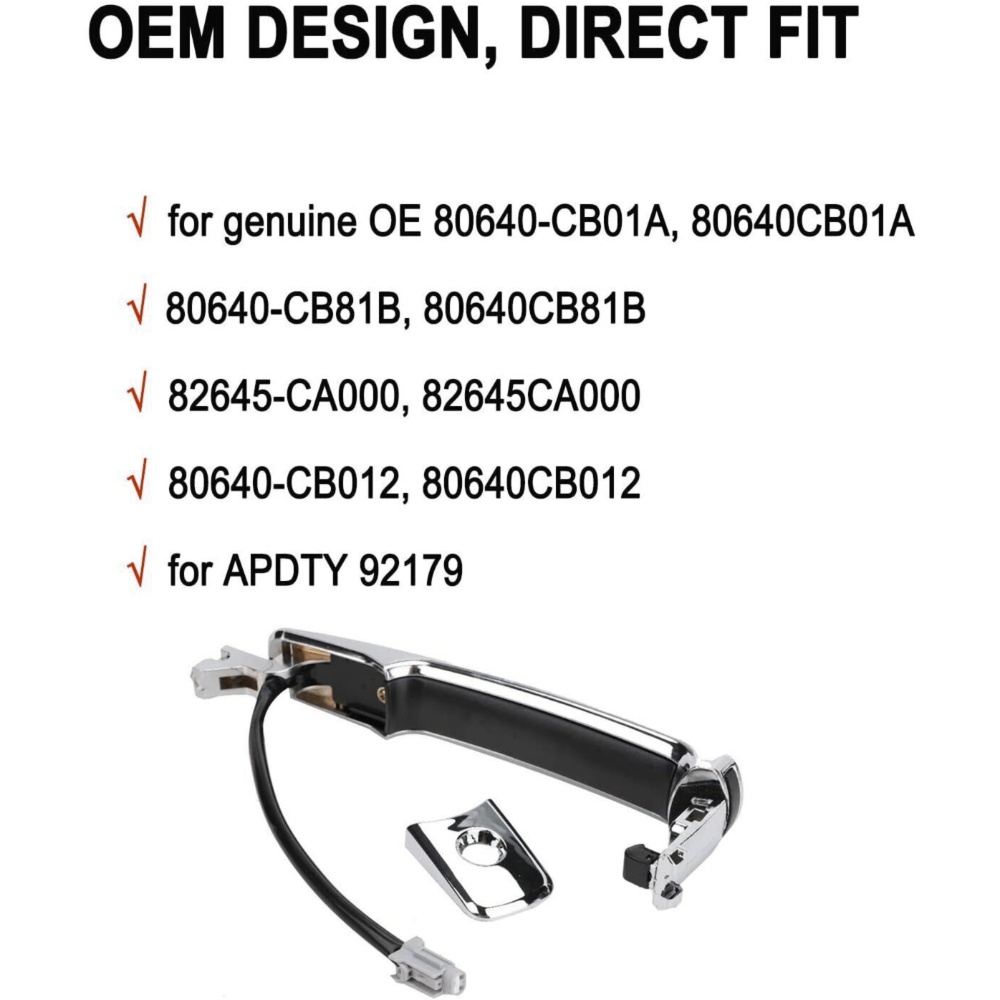 OEM DESIGN, DIRECT FIT
√ for genuine OE 80640-CB01A, 80640CB01A
√ 80640-CB81B, 80640CB81B
√ 82645-CA000, 82645CA000
√ 80640-CB012, 80640CB012
√ for APDTY 92179